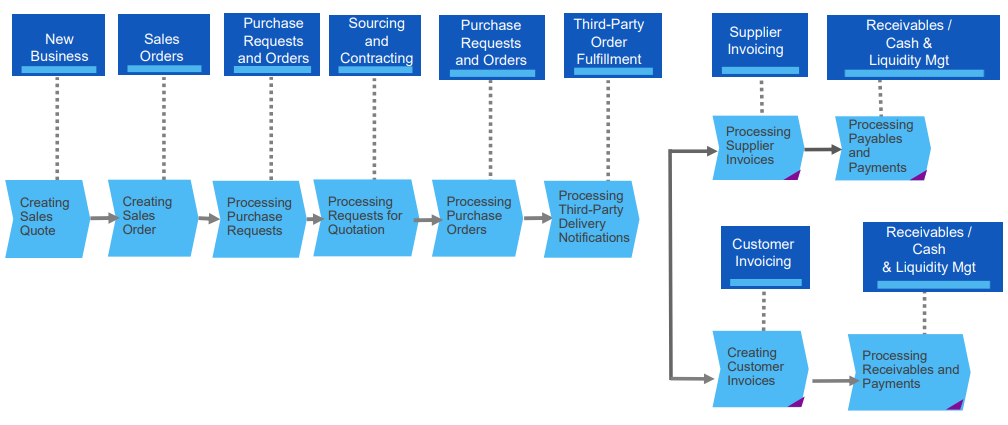 New
Business
Sales
Orders
Purchase
Requests
and Orders
Sourcing
and
Contracting
Purchase
Requests
and Orders
Third-Party
Order
Fulfillment
Supplier
Invoicing
Receivables /
Cash &
Liquidity Mgt
Processing
Supplier
Invoices
Processing
Payables
and
Payments
Creating
Sales
Quote
Creating
Sales
Order
Processing
Purchase
Requests
Processing
Requests for
Quotation
Processing
Purchase
Orders
Processing
Third-Party
Delivery
Notifications
Customer
Invoicing
Receivables /
Cash
& Liquidity Mgt
Creating
Customer
Invoices
Processing
Receivables and
Payments